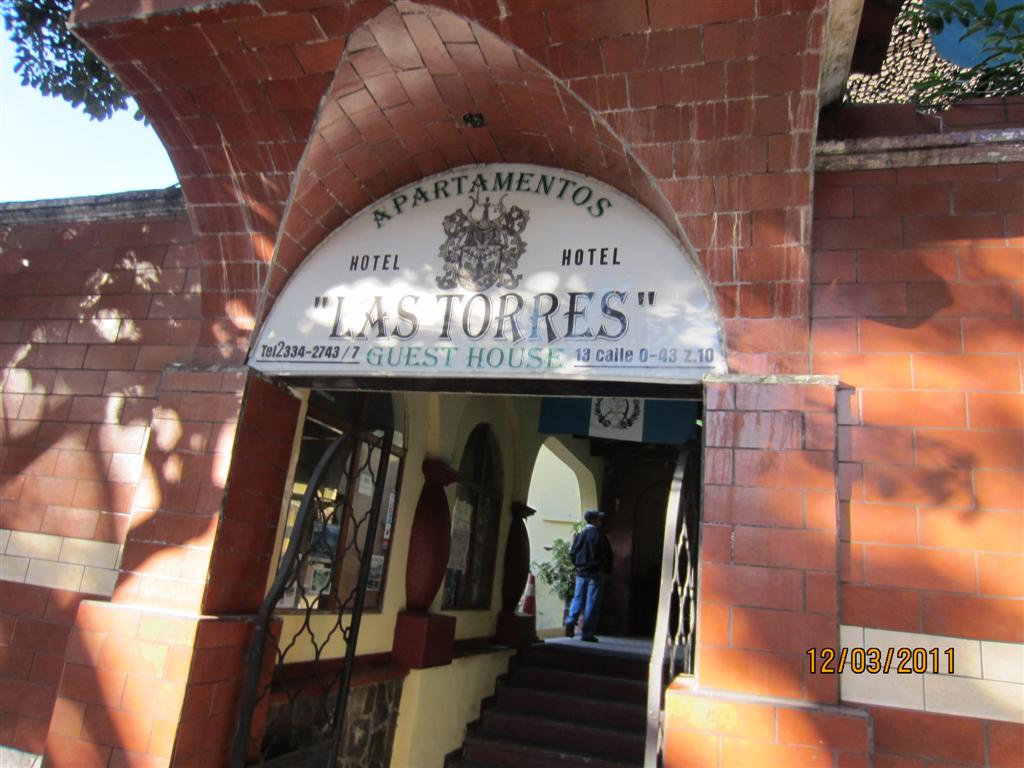 APARTAMENTOS
HOTEL HOTEL
"LAS TORRES"
Tel2334-2743/7 GUEST HOUSE 13 calle 0-43 z.10
12/03/2011